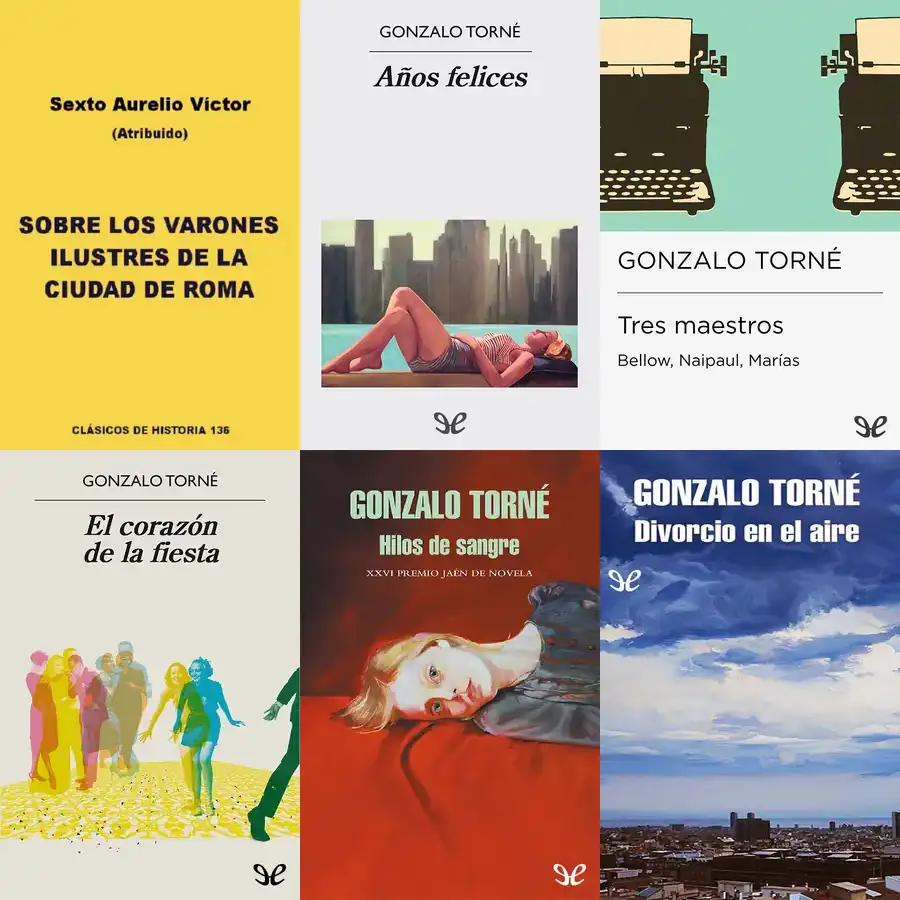 Sexto Aurelio Víctor
(Atribuido)
SOBRE LOS VARONES
ILUSTRES DE LA
CIUDAD DE ROMA
CLÁSICOS DE HISTORIA 136
GONZALO TORNÉ
Años felices
GONZALO TORNÉ
Tres maestros
Bellow, Naipaul, Marías
GONZALO TORNÉ
El corazón
de la fiesta
GONZALO TORNÉ
Hilos de sangre
XXVI PREMIO JAÉN DE NOVELA
GONZALO TORNÉ
Divorcio en el aire